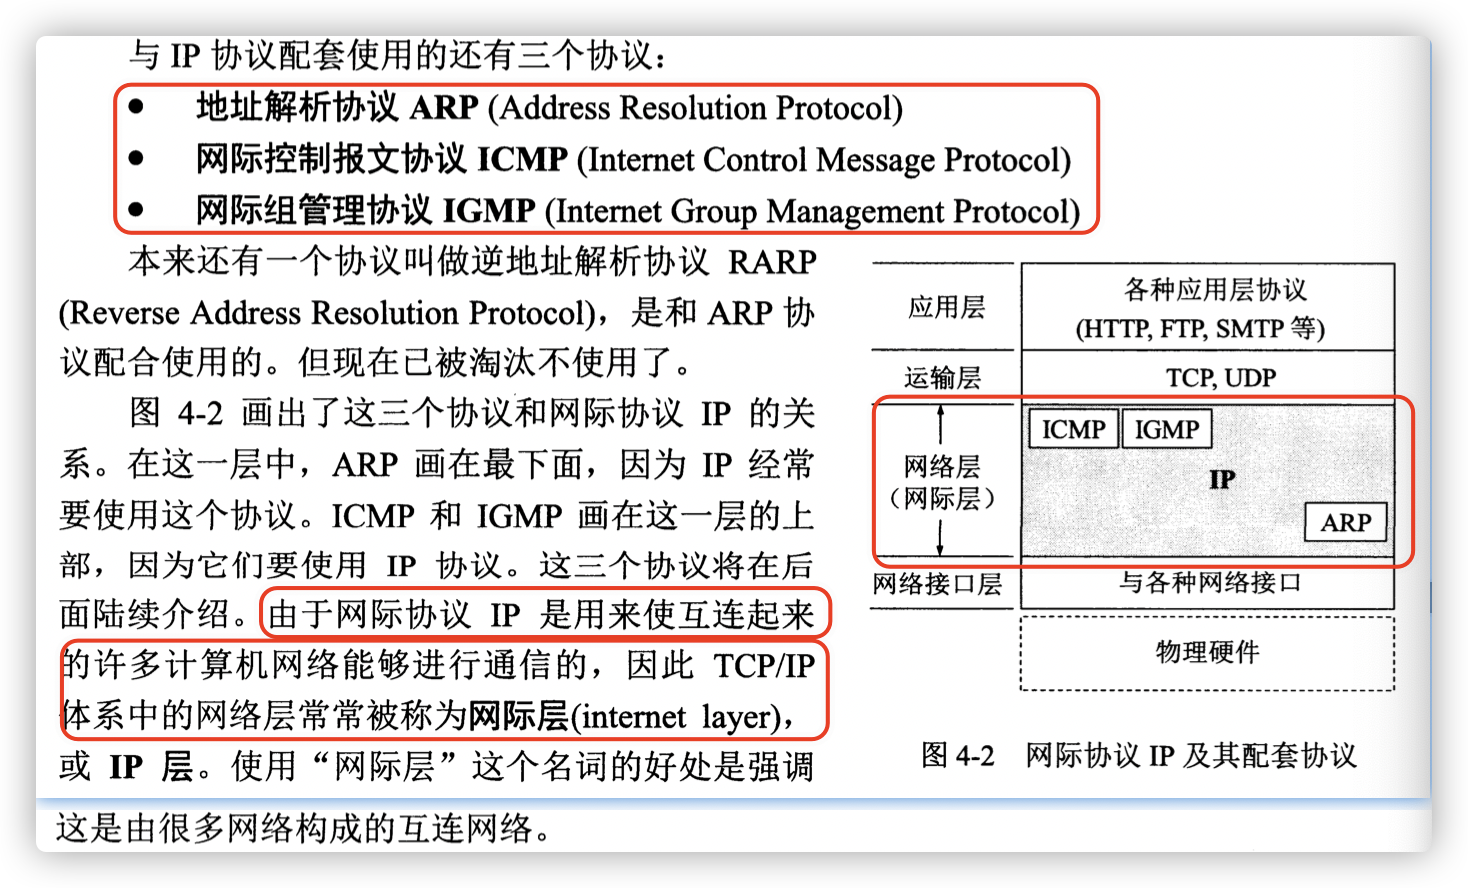 与 IP 协议配套使用的还有三个协议：
● 地址解析协议 ARP (Address Resolution Protocol)
● 网际控制报文协议 ICMP (Internet Control Message Protocol)
● 网际组管理协议 IGMP (Internet Group Management Protocol)
本来还有一个协议叫做逆地址解析协议 RARP
(Reverse Address Resolution Protocol)，是和 ARP 协
议配合使用的。但现在已被淘汰不使用了。
图 4-2 画出了这三个协议和网际协议 IP 的关
系。在这一层中，ARP 画在最下面，因为 IP 经常
要使用这个协议。ICMP 和 IGMP 画在这一层的上
部，因为它们要使用 IP 协议。这三个协议将在后
面陆续介绍。由于网际协议 IP 是用来使互连起来
的许多计算机网络能够进行通信的，因此 TCP/IP
体系中的网络层常常被称为网际层(internet layer)，
或 IP 层。使用“网际层”这个名词的好处是强调
这是由很多网络构成的互连网络。
应用层
各种应用层协议
(HTTP, FTP, SMTP 等)
运输层
TCP, UDP
网络层
（网际层）
ICMP
IGMP
IP
ARP
网络接口层
与各种网络接口
物理硬件
图 4-2 网际协议 IP 及其配套协议